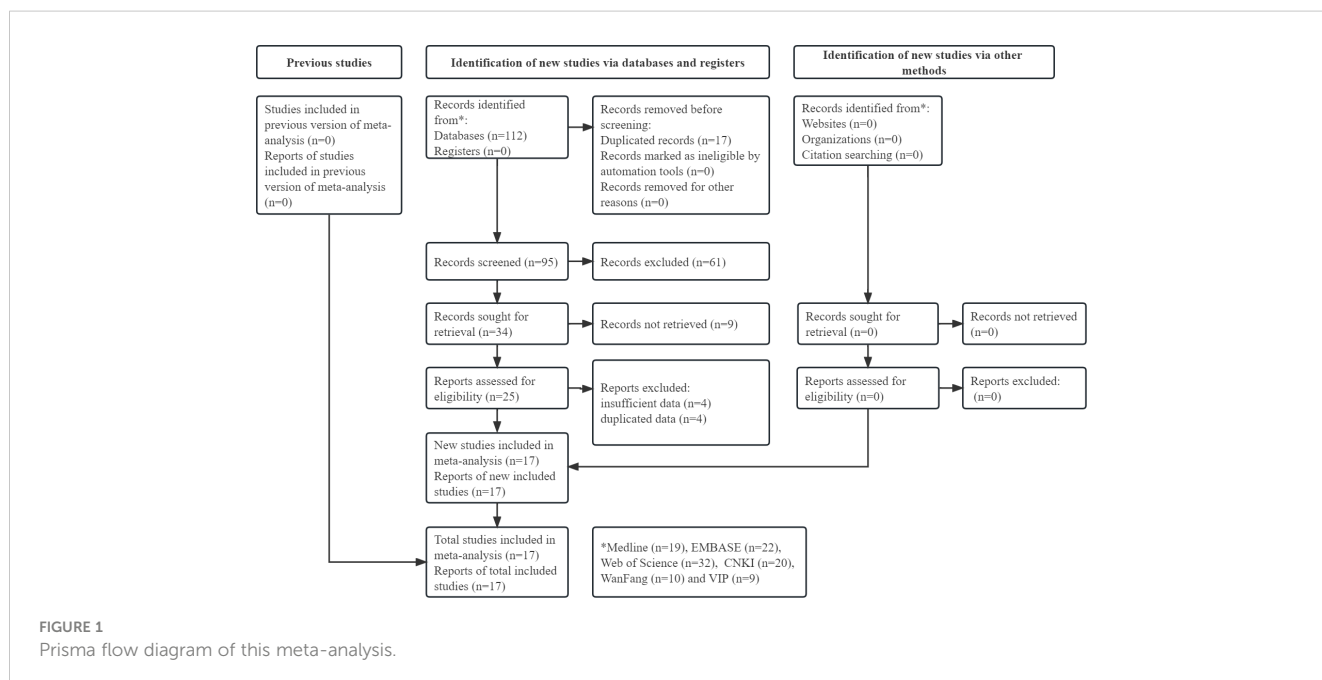 Previous studies
Identification of new studies via databases and registers
Identification of new studies via other
methods
Studies included in
previous version of meta-
analysis (n=0)
Reports of studies
included in previous
version of meta-analysis
(n=0)
Records identified
from*:
Databases (n=112)
Registers (n=0)
Records removed before
screening:
Duplicated records (n=17)
Records marked as ineligible by
automation tools (n=0)
Records removed for other
reasons (n=0)
Records identified from*:
Websites (n=0)
Organizations (n=0)
Citation searching (n=0)
Records screened (n=95)
Records excluded (n=61)
Records sought for
retrieval (n=34)
Records not retrieved (n=9)
Records sought for
retrieval (n=0)
Records not retrieved
(n=0)
Reports assessed for
eligibility (n=25)
Reports excluded:
insufficient data (n=4)
duplicated data (n=4)
Reports assessed for
eligibility (n=0)
Reports excluded:
(n=0)
New studies included in
meta-analysis (n=17)
Reports of new included
studies (n=17)
Total studies included in
meta-analysis (n=17)
Reports of total included
studies (n=17)
*Medline (n=19), EMBASE (n=22),
Web of Science (n=32), CNKI (n=20),
WanFang (n=10) and VIP (n=9)
FIGURE 1
Prisma flow diagram of this meta-analysis.